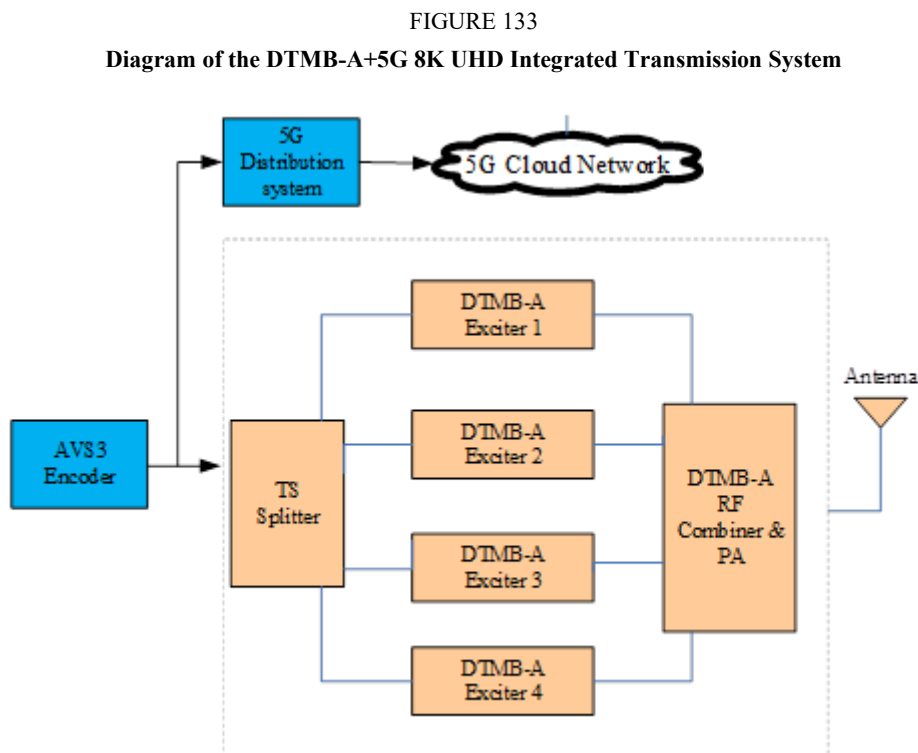 FIGURE 133
Diagram of the DTMB-A+5G 8K UHD Integrated Transmission System
5G
Distribution
system
5G Cloud Network
DTMB-A
Exciter 1
Antenna
AVS3
Encoder
TS
Splitter
DTMB-A
Exciter 2
DTMB-A
RF
Combiner &
PA
DTMB-A
Exciter 3
DTMB-A
Exciter 4